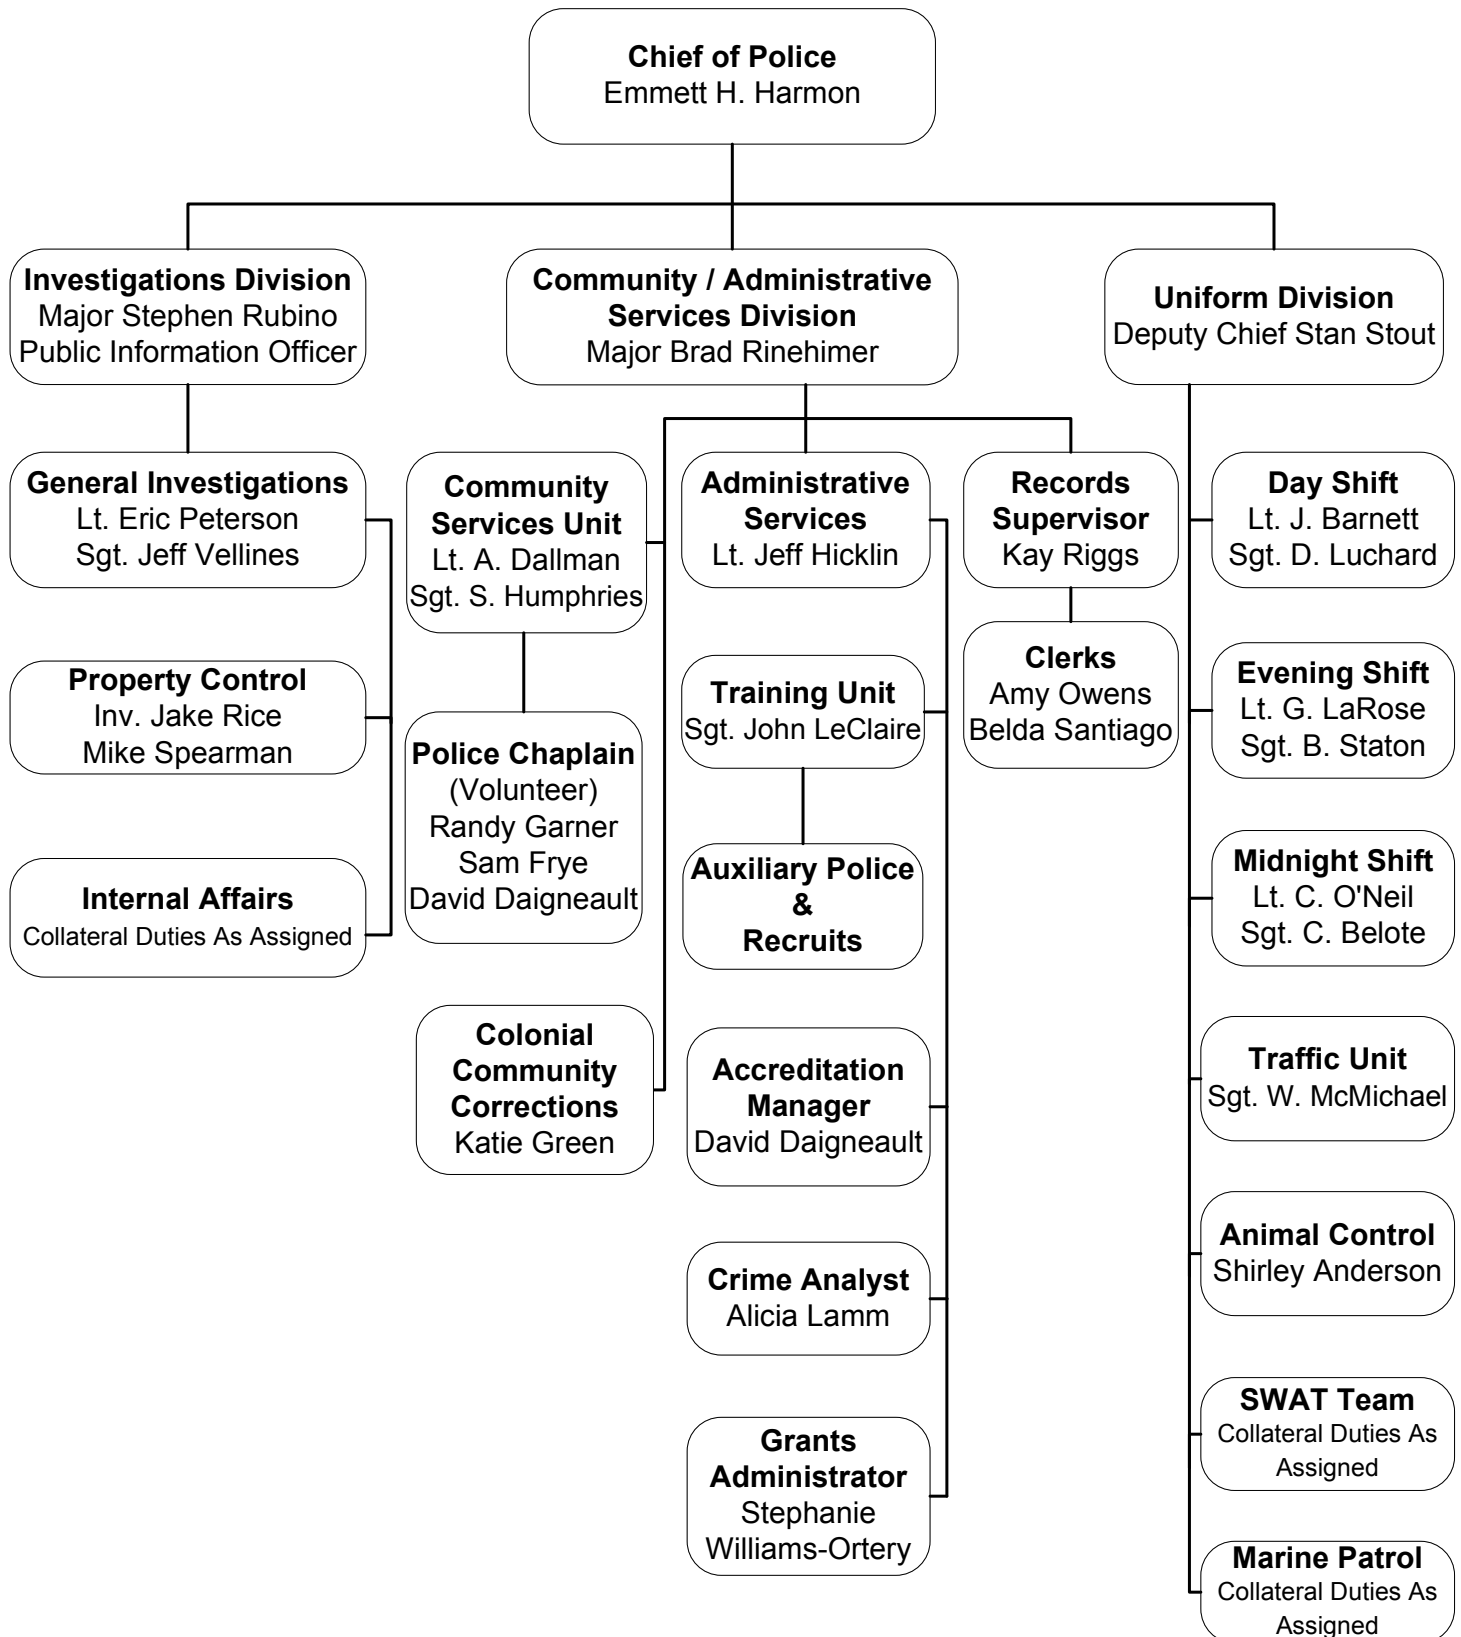 Chief of Police
Emmett H. Harmon
Investigations Division
Major Stephen Rubino
Public Information Officer
Community / Administrative
Services Division
Major Brad Rinehimer
Uniform Division
Deputy Chief Stan Stout
General Investigations
Lt. Eric Peterson
Sgt. Jeff Vellines
Property Control
Inv. Jake Rice
Mike Spearman
Internal Affairs
Collateral Duties As Assigned
Community
Services Unit
Lt. A. Dallman
Sgt. S. Humphries
Police Chaplain
(Volunteer)
Randy Garner
Sam Frye
David Daigneault
Colonial
Community
Corrections
Katie Green
Administrative
Services
Lt. Jeff Hicklin
Training Unit
Sgt. John LeClaire
Auxiliary Police
&
Recruits
Accreditation
Manager
David Daigneault
Crime Analyst
Alicia Lamm
Grants
Administrator
Stephanie
Williams-Ortery
Records
Supervisor
Kay Riggs
Clerks
Amy Owens
Belda Santiago
Day Shift
Lt. J. Barnett
Sgt. D. Luchard
Evening Shift
Lt. G. LaRose
Sgt. B. Staton
Midnight Shift
Lt. C. O'Neil
Sgt. C. Belote
Traffic Unit
Sgt. W. McMichael
Animal Control
Shirley Anderson
SWAT Team
Collateral Duties As
Assigned
Marine Patrol
Collateral Duties As
Assigned